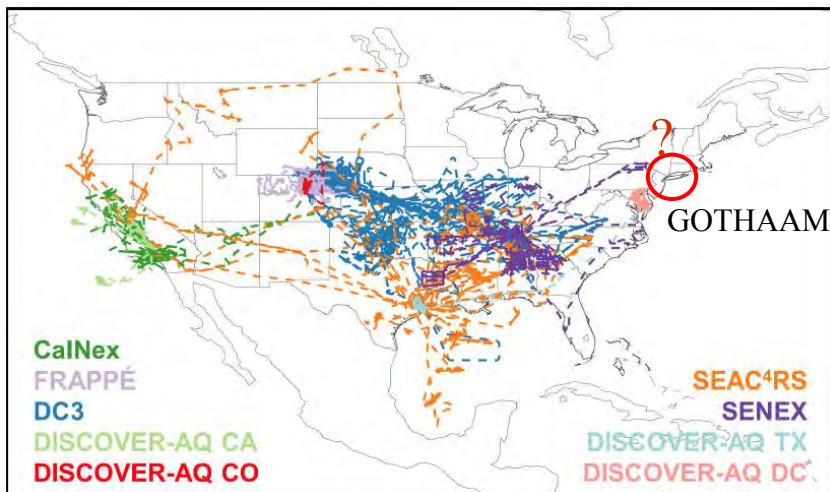 ?
GOTHAAM
CalNex
FRAPPÉ
DC3
DISCOVER-AQ CA
DISCOVER-AQ CO
SEAC⁴RS
SENEX
DISCOVER-AQ TX
DISCOVER-AQ DC